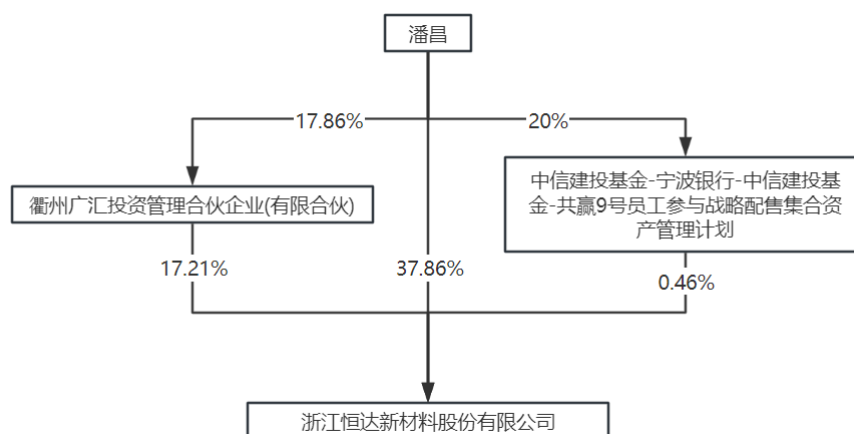 潘昌
17.86%
20%
衢州广汇投资管理合伙企业(有限合伙)
中信建投基金-宁波银行-中信建投基
金-共赢9号员工参与战略配售集合资
产管理计划
17.21%
37.86%
0.46%
浙江恒达新材料股份有限公司